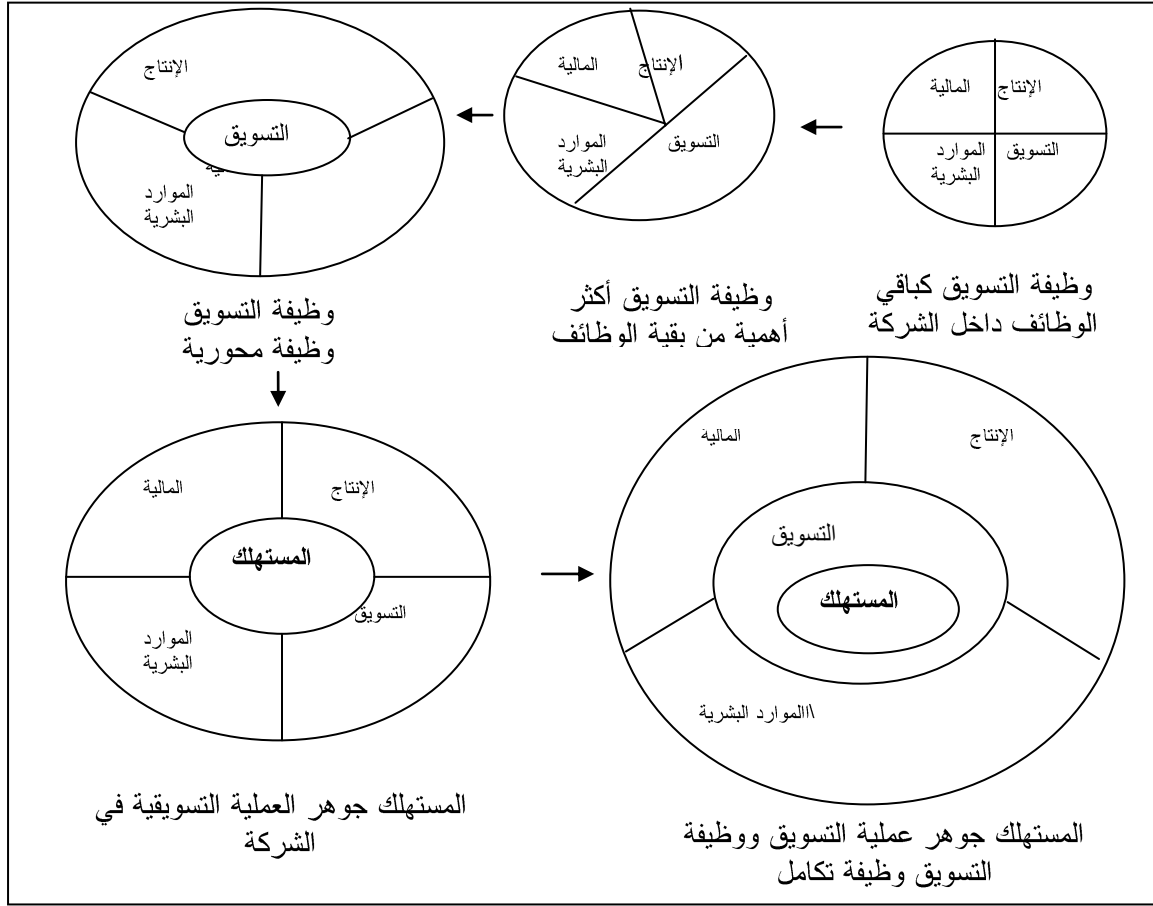 المالية
الإنتاج
الموارد
البشرية
التسويق
وظيفة التسويق كباقي
الوظائف داخل الشركة
المالية
الإنتاج
الموارد
البشرية
التسويق
وظيفة التسويق أكثر
أهمية من بقية الوظائف
الإنتاج
التسويق
الموارد
البشرية
وظيفة التسويق
وظيفة محورية
المالية
الإنتاج
المستهلك
الموارد
البشرية
التسويق
المستهلك جوهر العملية التسويقية في
الشركة
المالية
الإنتاج
التسويق
المستهلك
\االموارد البشرية
المستهلك جوهر عملية التسويق ووظيفة
التسويق وظيفة تكامل